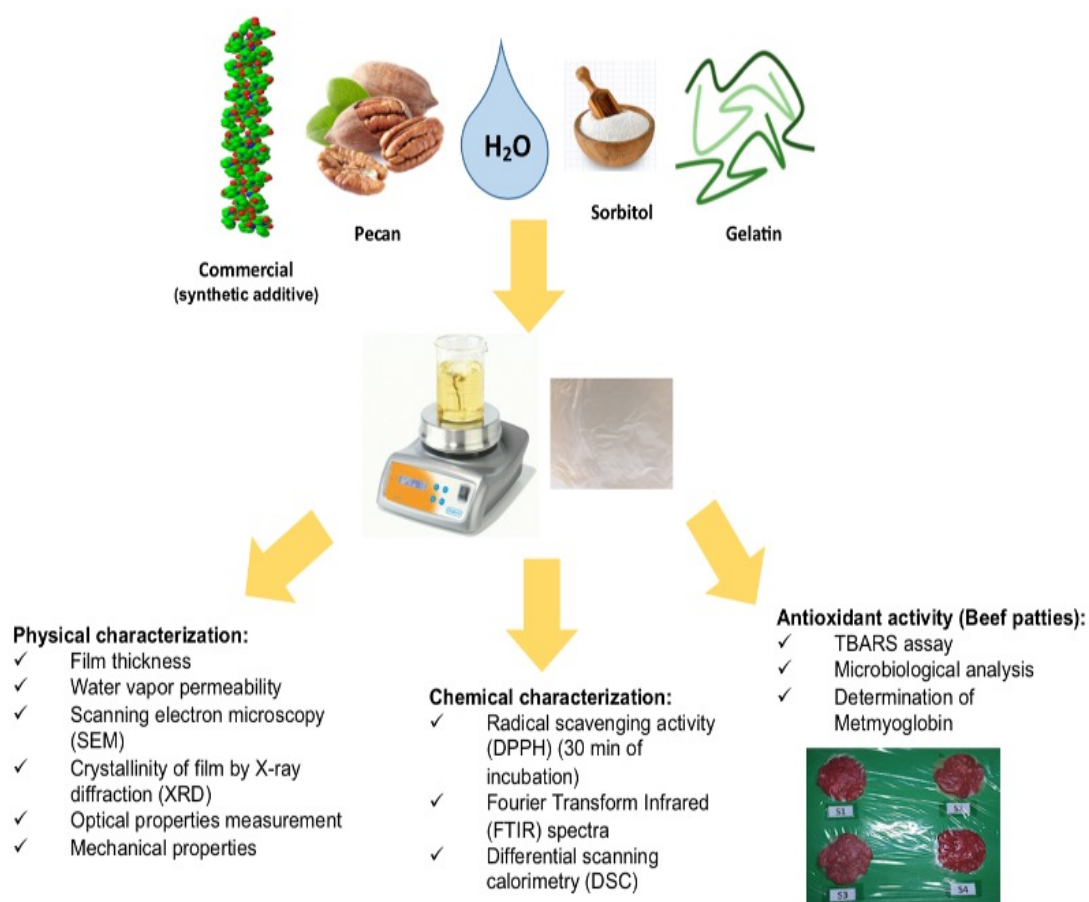 H₂O
Commercial
(synthetic additive)
Pecan
Sorbitol
Gelatin
Physical characterization:
✓ Film thickness
✓ Water vapor permeability
✓ Scanning electron microscopy
(SEM)
✓ Crystallinity of film by X-ray
diffraction (XRD)
✓ Optical properties measurement
✓ Mechanical properties
Chemical characterization:
✓ Radical scavenging activity
(DPPH) (30 min of
incubation)
✓ Fourier Transform Infrared
(FTIR) spectra
✓ Differential scanning
calorimetry (DSC)
Antioxidant activity (Beef patties):
✓ TBARS assay
✓ Microbiological analysis
✓ Determination of
Metmyoglobin
S1
S2
S3
S4